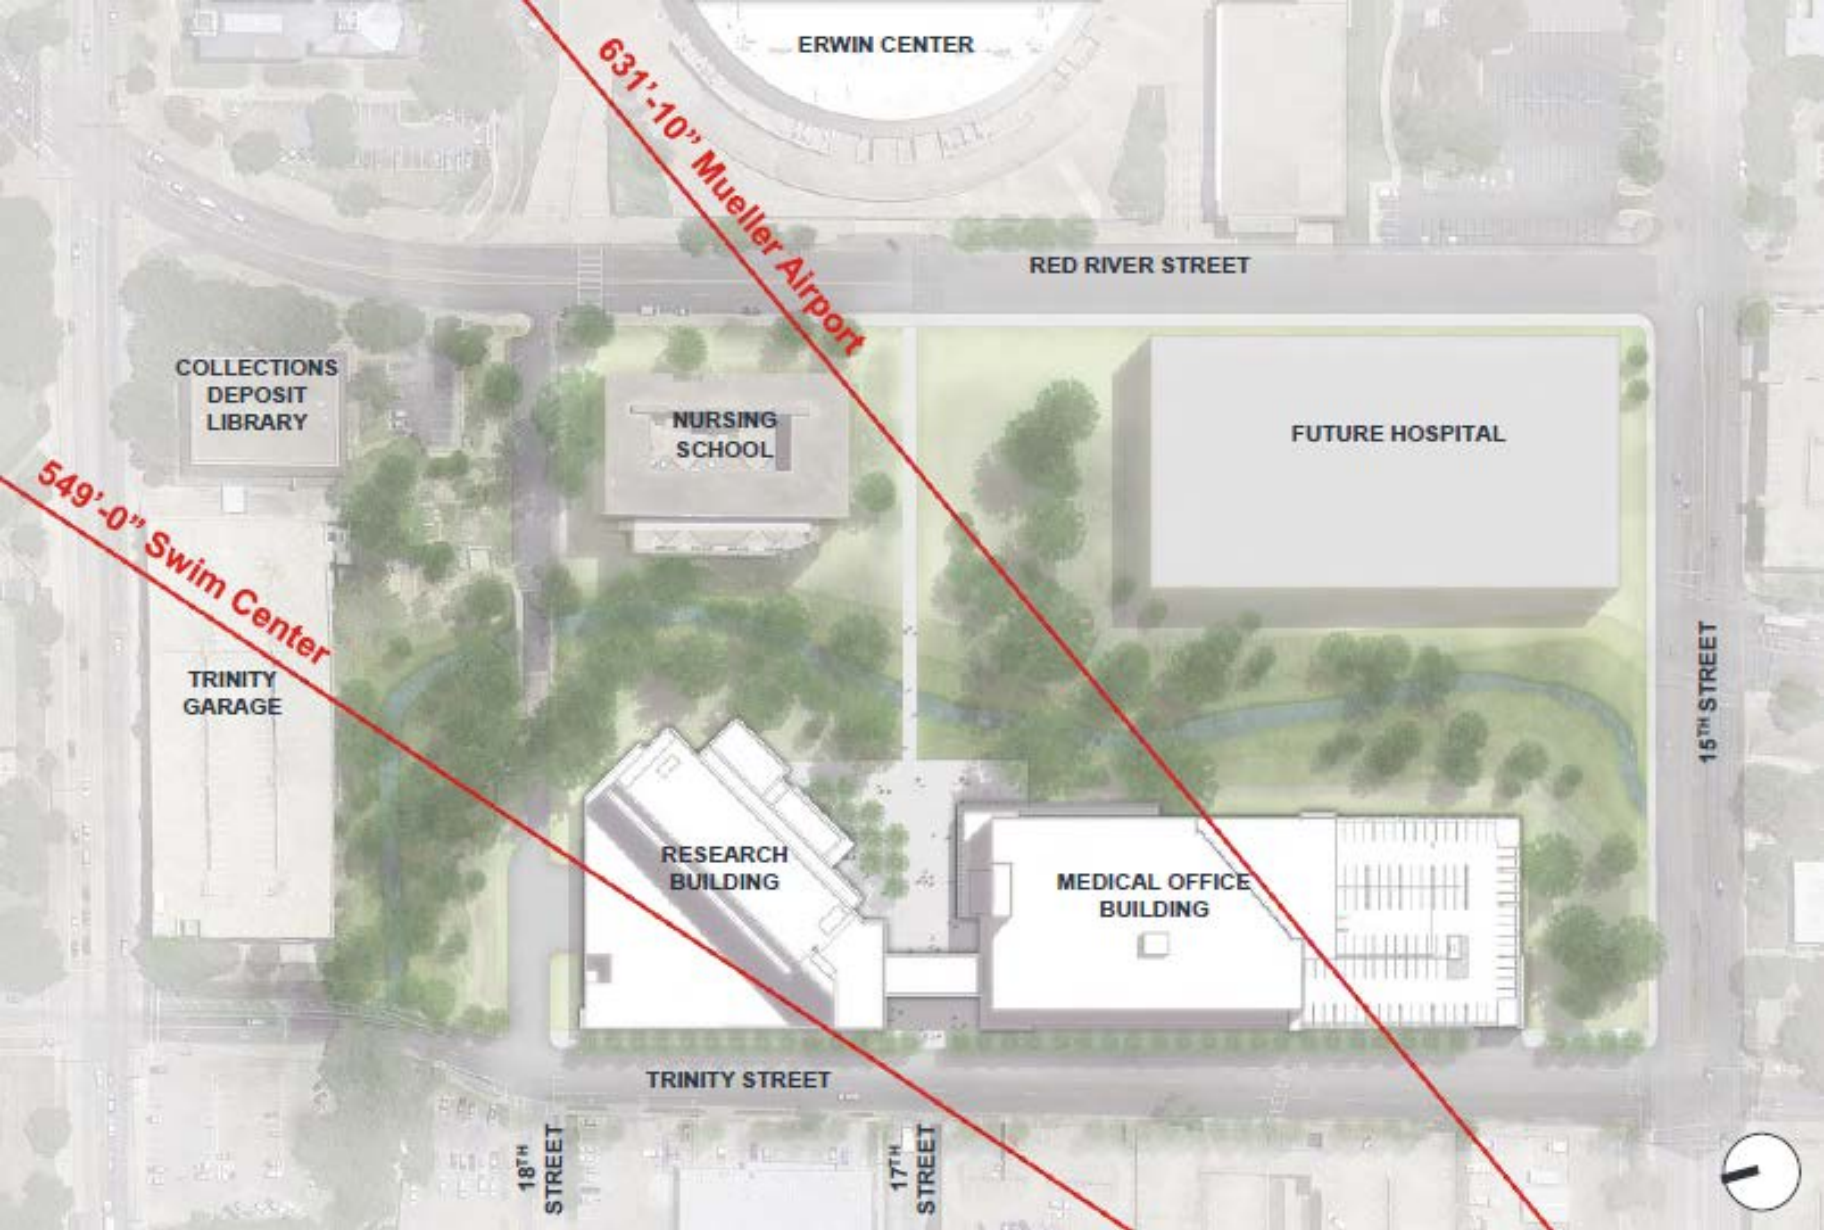 ERWIN CENTER
631’-10” Mueller Airport
RED RIVER STREET
COLLECTIONS
DEPOSIT
LIBRARY
NURSING
SCHOOL
FUTURE HOSPITAL
549’-0” Swim Center
TRINITY
GARAGE
15TH STREET
RESEARCH
BUILDING
MEDICAL OFFICE
BUILDING
TRINITY STREET
18TH
STREET
17TH
STREET